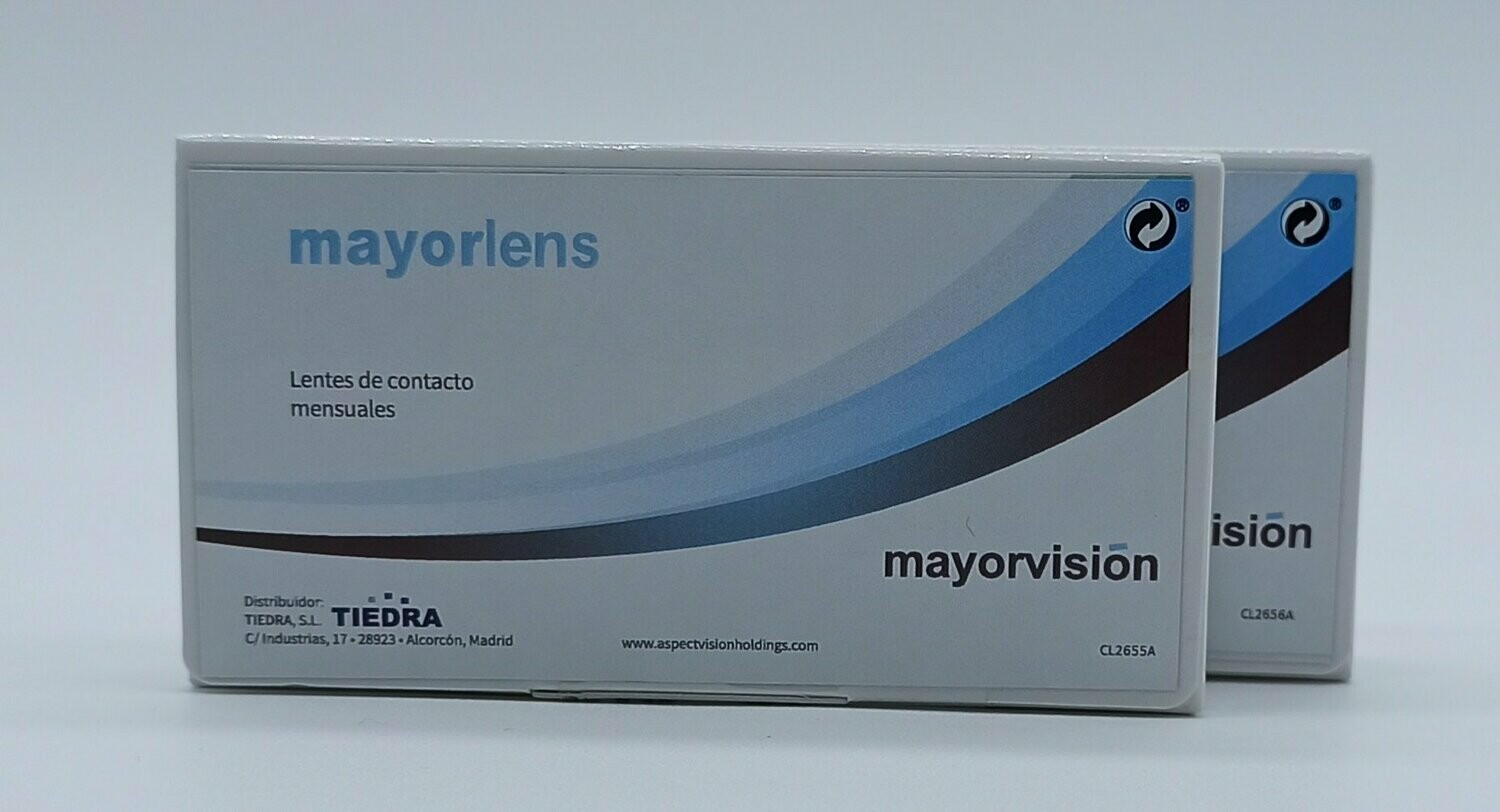 mayorlens
®
®
Lentes de contacto
mensuales
mayorvisión
isión
Distribuidor:
TIEDRA, S.L. TIEDRA
C/ Industrias, 17 • 28923 • Alcorcón, Madrid
www.aspectvisionholdings.com
CL2655A
CL2656A